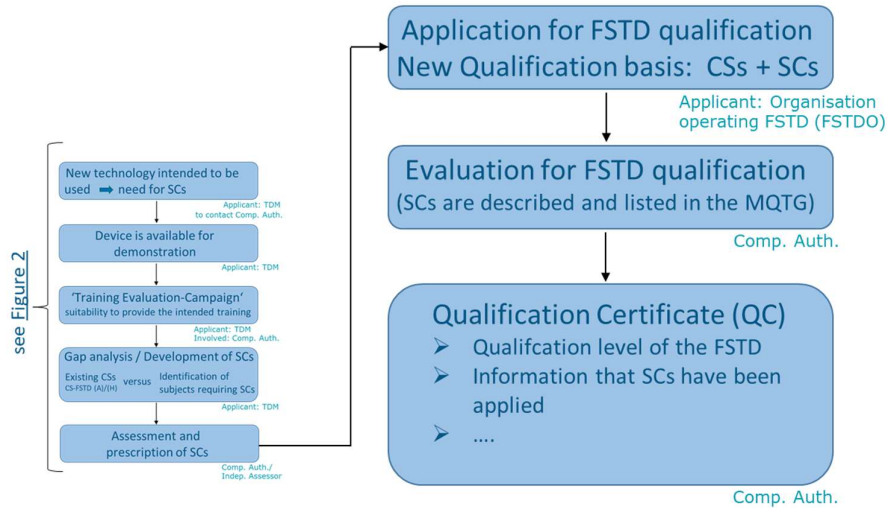 see Figure 2
New technology intended to be
used ➡ need for SCs
Applicant: TDM
to contact Comp. Auth.
Device is available for
demonstration
Applicant: TDM
‘Training Evaluation-Campaign‘
suitability to provide the intended training
Applicant: TDM
Involved: Comp. Auth.
Gap analysis / Development of SCs
Existing CSs versus Identification of
CS-FSTD (A)/(H) subjects requiring SCs
Applicant: TDM
Assessment and
prescription of SCs
Comp. Auth./
Indep. Assessor
Application for FSTD qualification
New Qualification basis: CSs + SCs
Applicant: Organisation
operating FSTD (FSTDO)
Evaluation for FSTD qualification
(SCs are described and listed in the MQTG)
Comp. Auth.
Qualification Certificate (QC)
➢ Qualifcation level of the FSTD
➢ Information that SCs have been
applied
➢ ....
Comp. Auth.